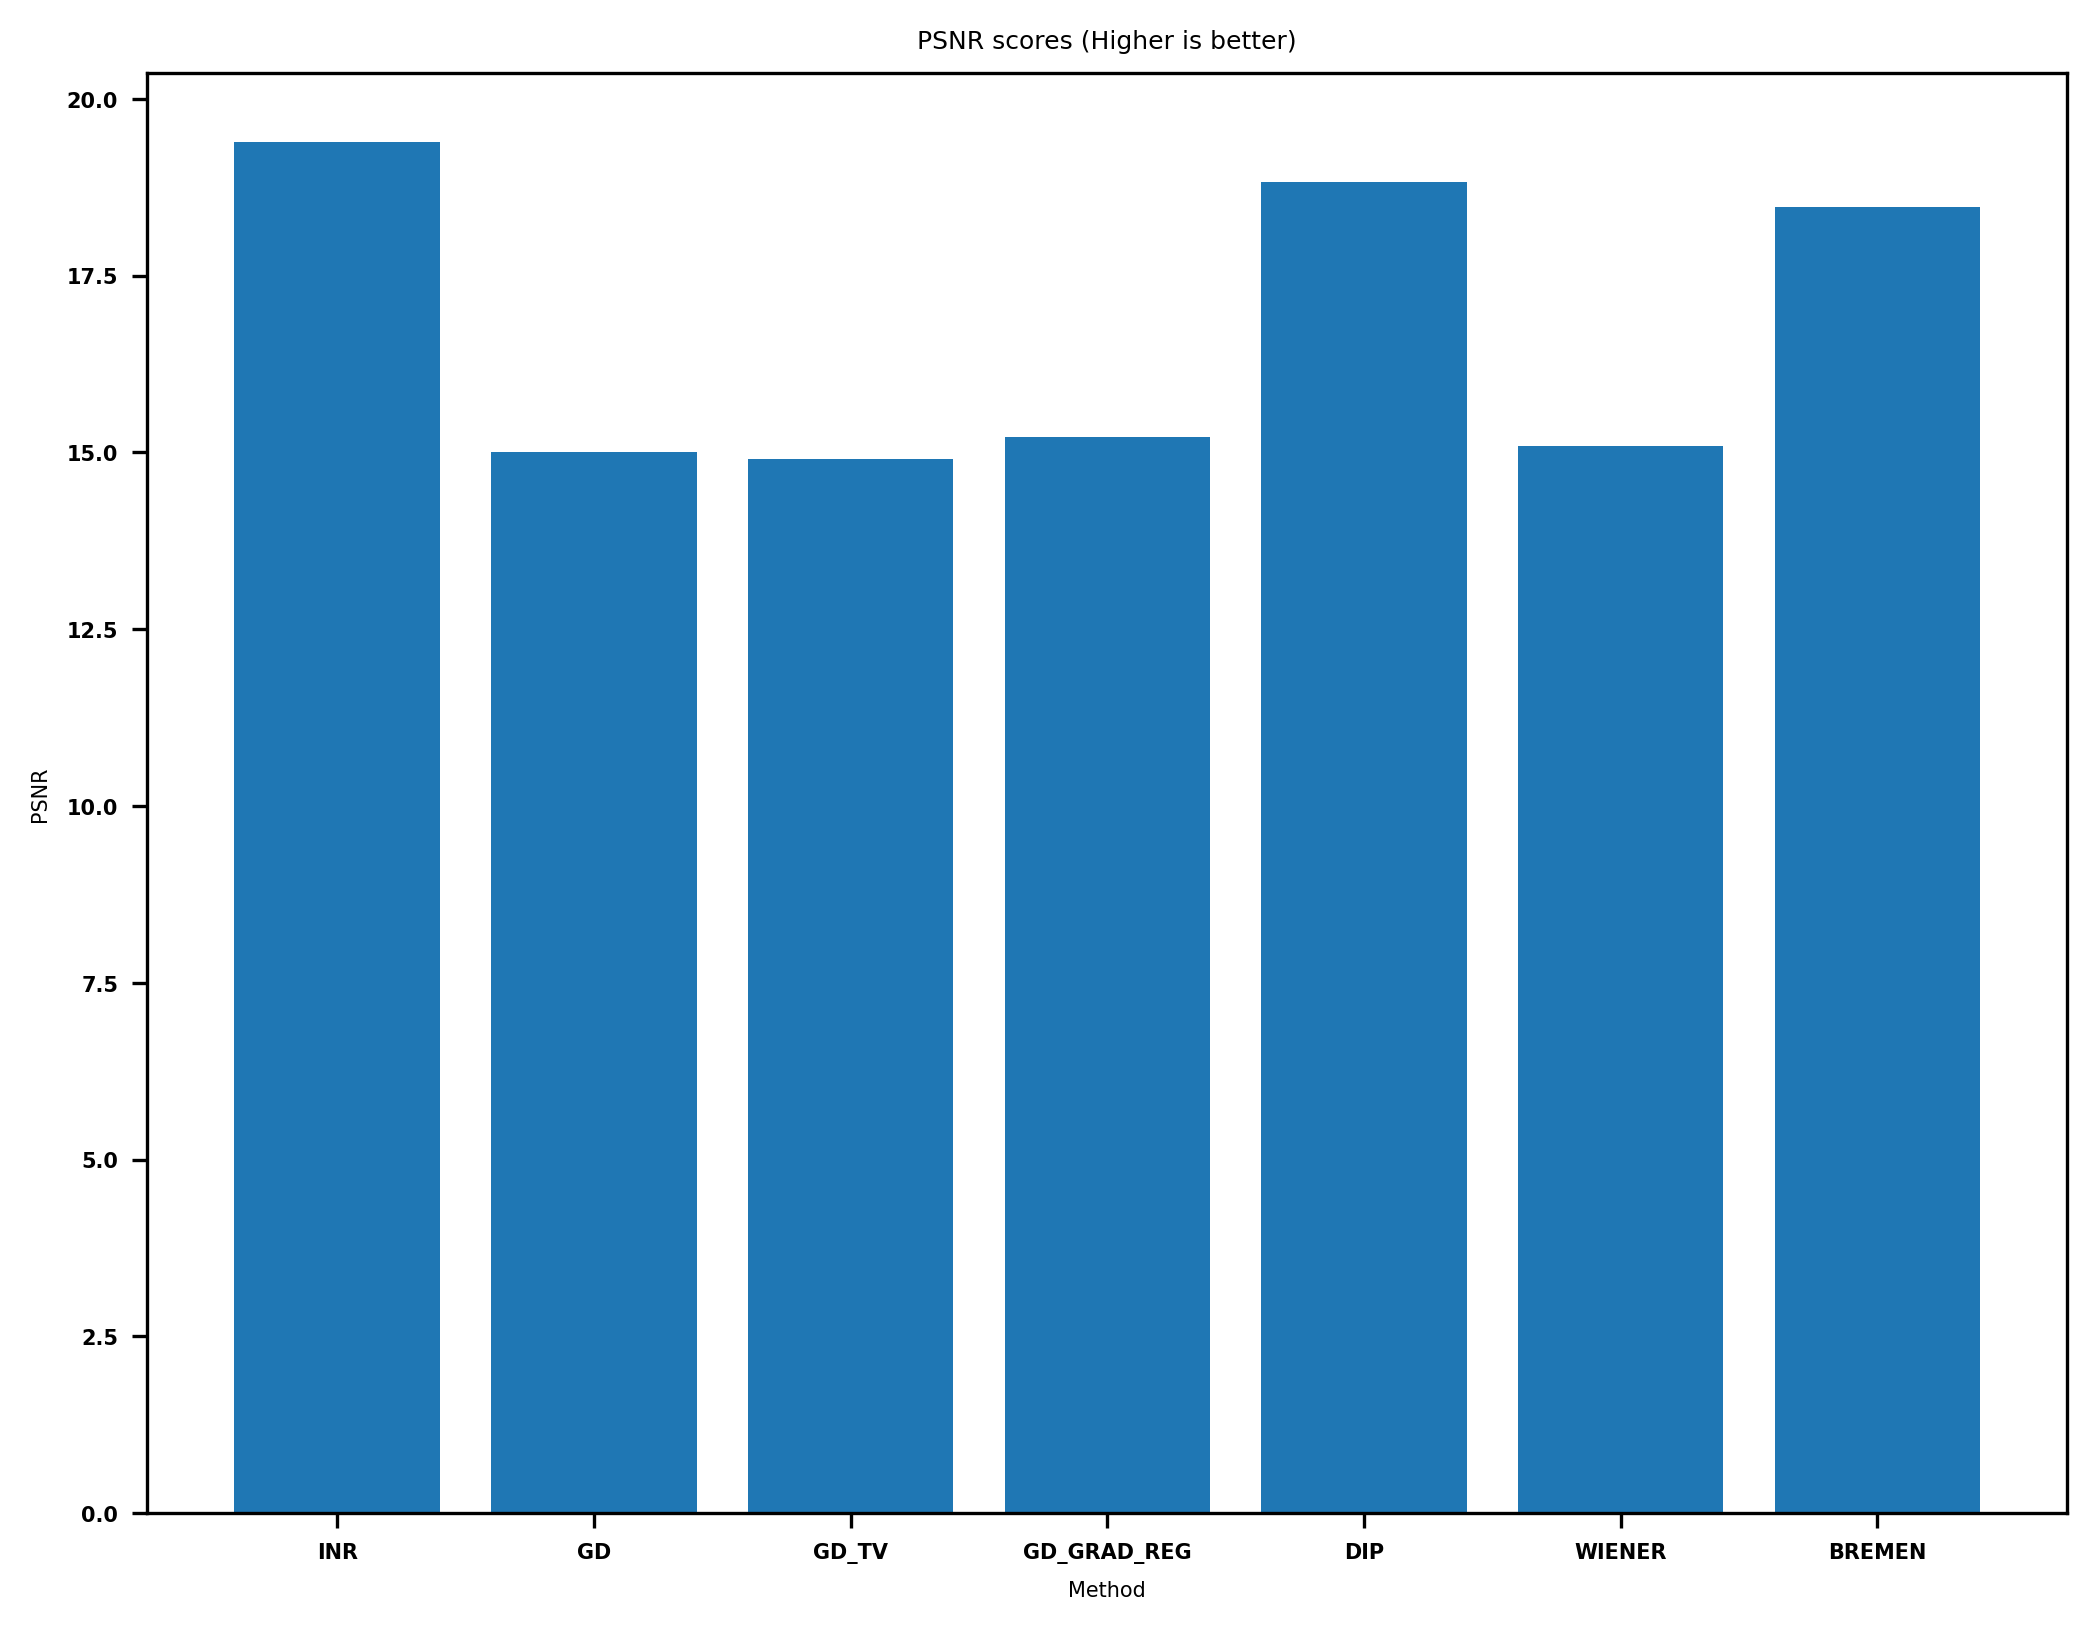 PSNR scores (Higher is better)
20.0
17.5
15.0
12.5
10.0
7.5
5.0
2.5
0.0
PSNR
INR GD GD_TV GD_GRAD_REG DIP WIENER BREMEN
Method